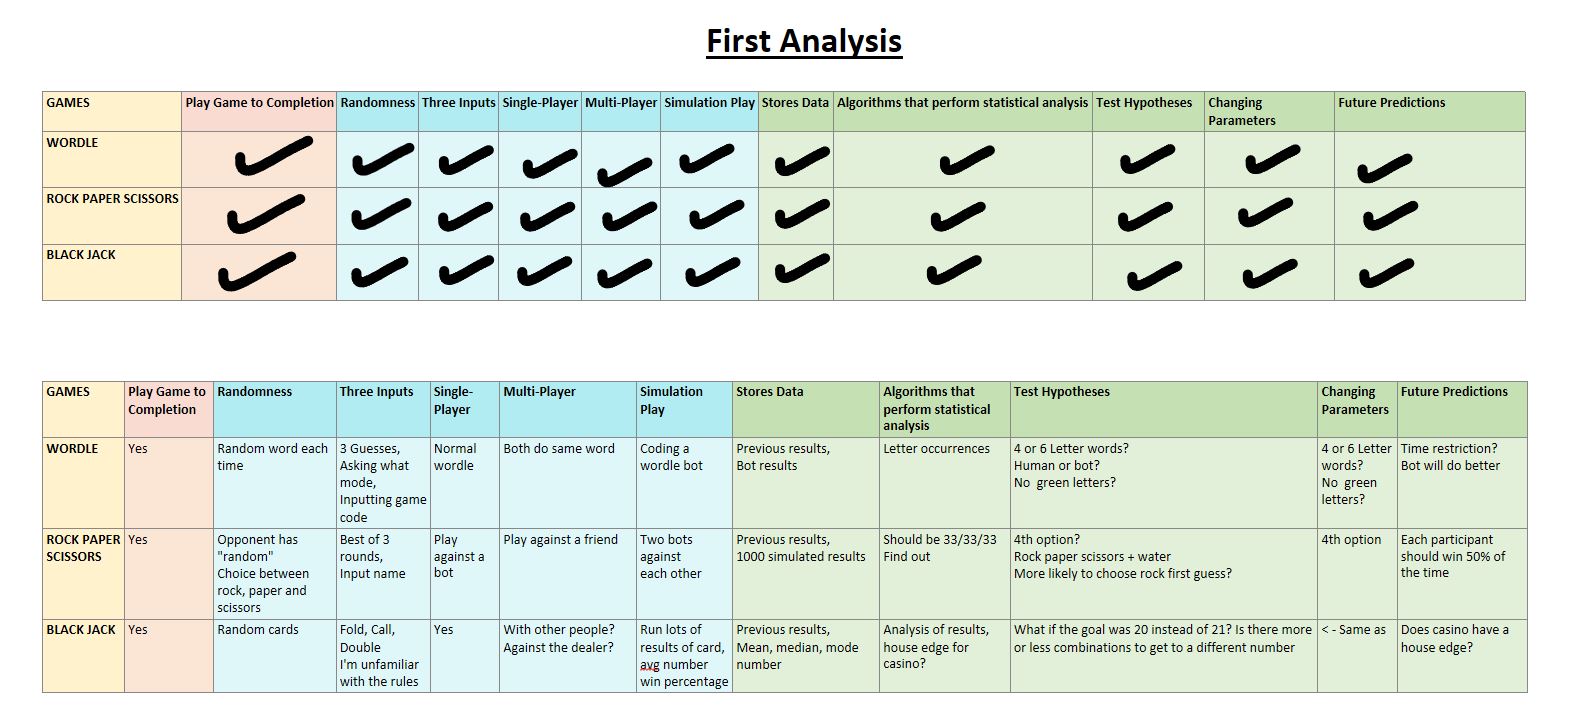 First Analysis
GAMES Play Game to Completion Randomness Three Inputs Single-Player Multi-Player Simulation Play Stores Data Algorithms that perform statistical analysis Test Hypotheses Changing Parameters Future Predictions
WORDLE
ROCK PAPER SCISSORS
BLACK JACK
GAMES
Play Game to
Completion
Randomness
Three Inputs
Single-
Player
Multi-Player
Simulation
Play
Stores Data
Algorithms that
perform statistical
analysis
Test Hypotheses
Changing
Parameters
Future Predictions
WORDLE
Yes
Random word each
time
3 Guesses,
Asking what
mode,
Inputting game
code
Normal
wordle
Both do same word
Coding a
wordle bot
Previous results,
Bot results
Letter occurrences
4 or 6 Letter words?
Human or bot?
No  green letters?
4 or 6 Letter
words?
No  green
letters?
Time restriction?
Bot will do better
ROCK PAPER
SCISSORS
Yes
Opponent has
"random"
Choice between
rock, paper and
scissors
Best of 3
rounds,
Input name
Play
against a
bot
Play against a friend
Two bots
against
each other
Previous results,
1000 simulated results
Should be 33/33/33
Find out
4th option?
Rock paper scissors + water
More likely to choose rock first guess?
4th option
Each participant
should win 50% of
the time
BLACK JACK
Yes
Random cards
Fold, Call,
Double
I'm unfamiliar
with the rules
Yes
With other people?
Against the dealer?
Run lots of
results of card,
avg number
win percentage
Previous results,
Mean, median, mode
number
Analysis of results,
house edge for
casino?
What if the goal was 20 instead of 21? Is there more
or less combinations to get to a different number
< - Same as
Does casino have a
house edge?